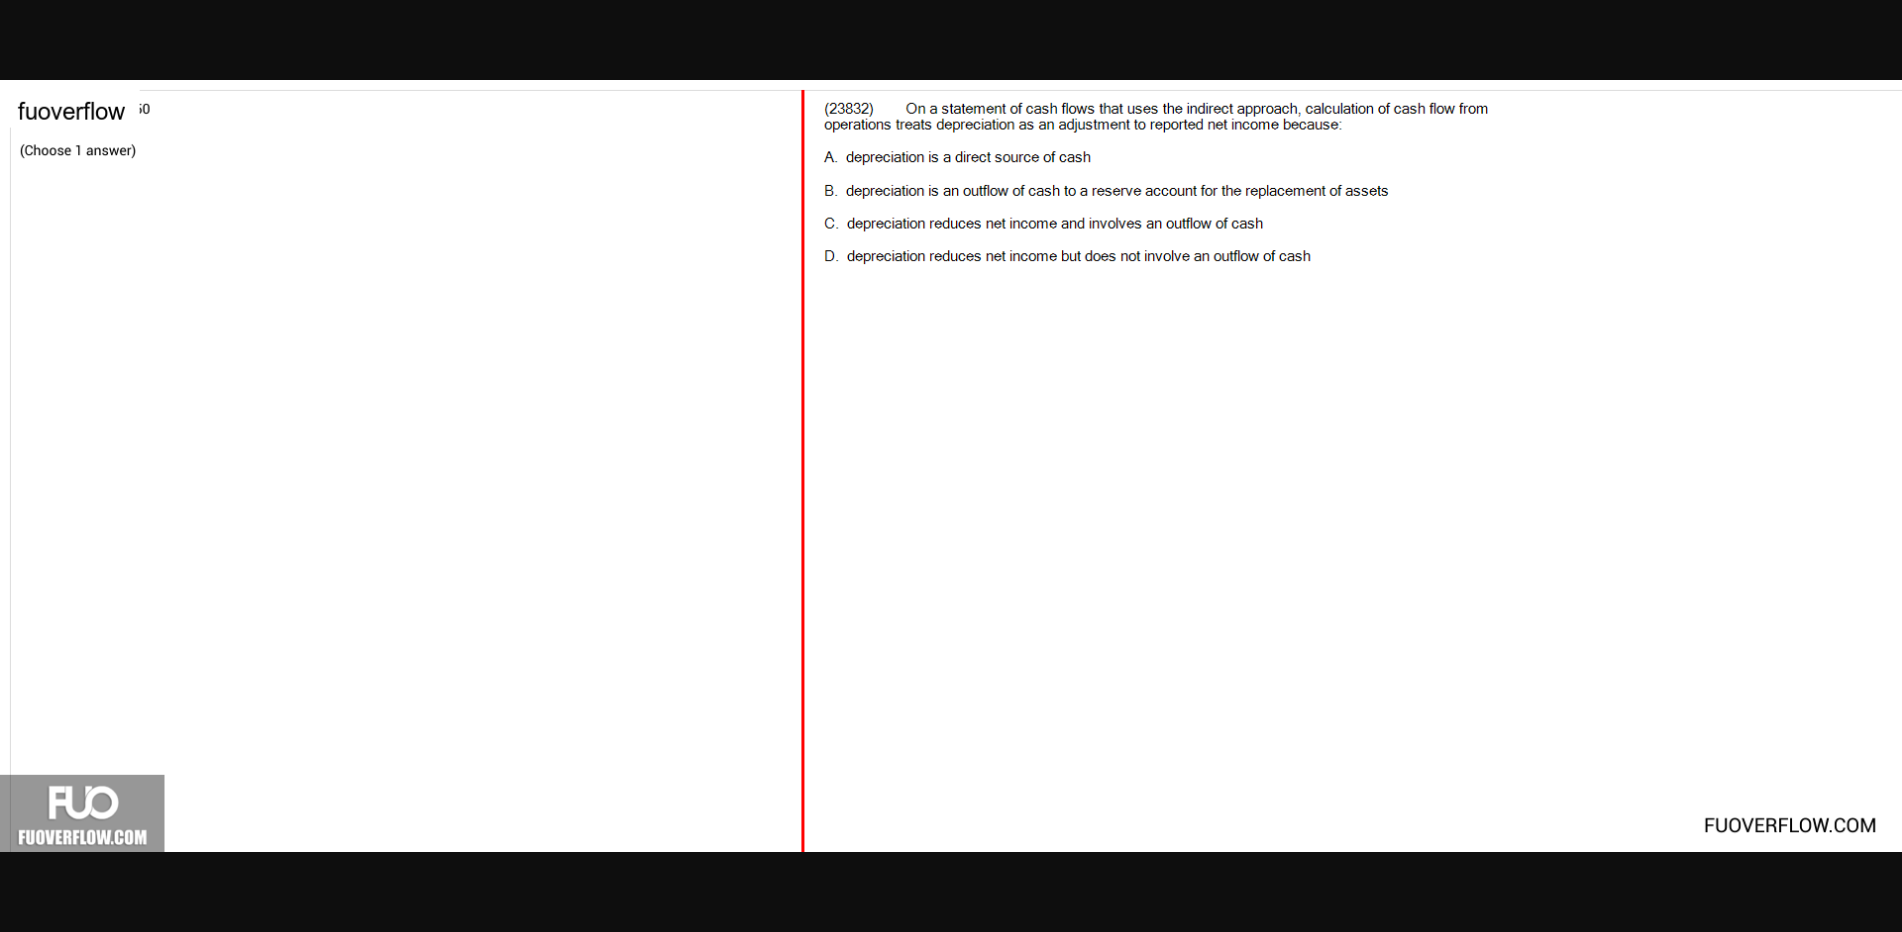 fuoverflow 60
(Choose 1 answer)
(23832) On a statement of cash flows that uses the indirect approach, calculation of cash flow from
operations treats depreciation as an adjustment to reported net income because:
A. depreciation is a direct source of cash
B. depreciation is an outflow of cash to a reserve account for the replacement of assets
C. depreciation reduces net income and involves an outflow of cash
D. depreciation reduces net income but does not involve an outflow of cash
FUO
FUOVERFLOW.COM
FUOVERFLOW.COM